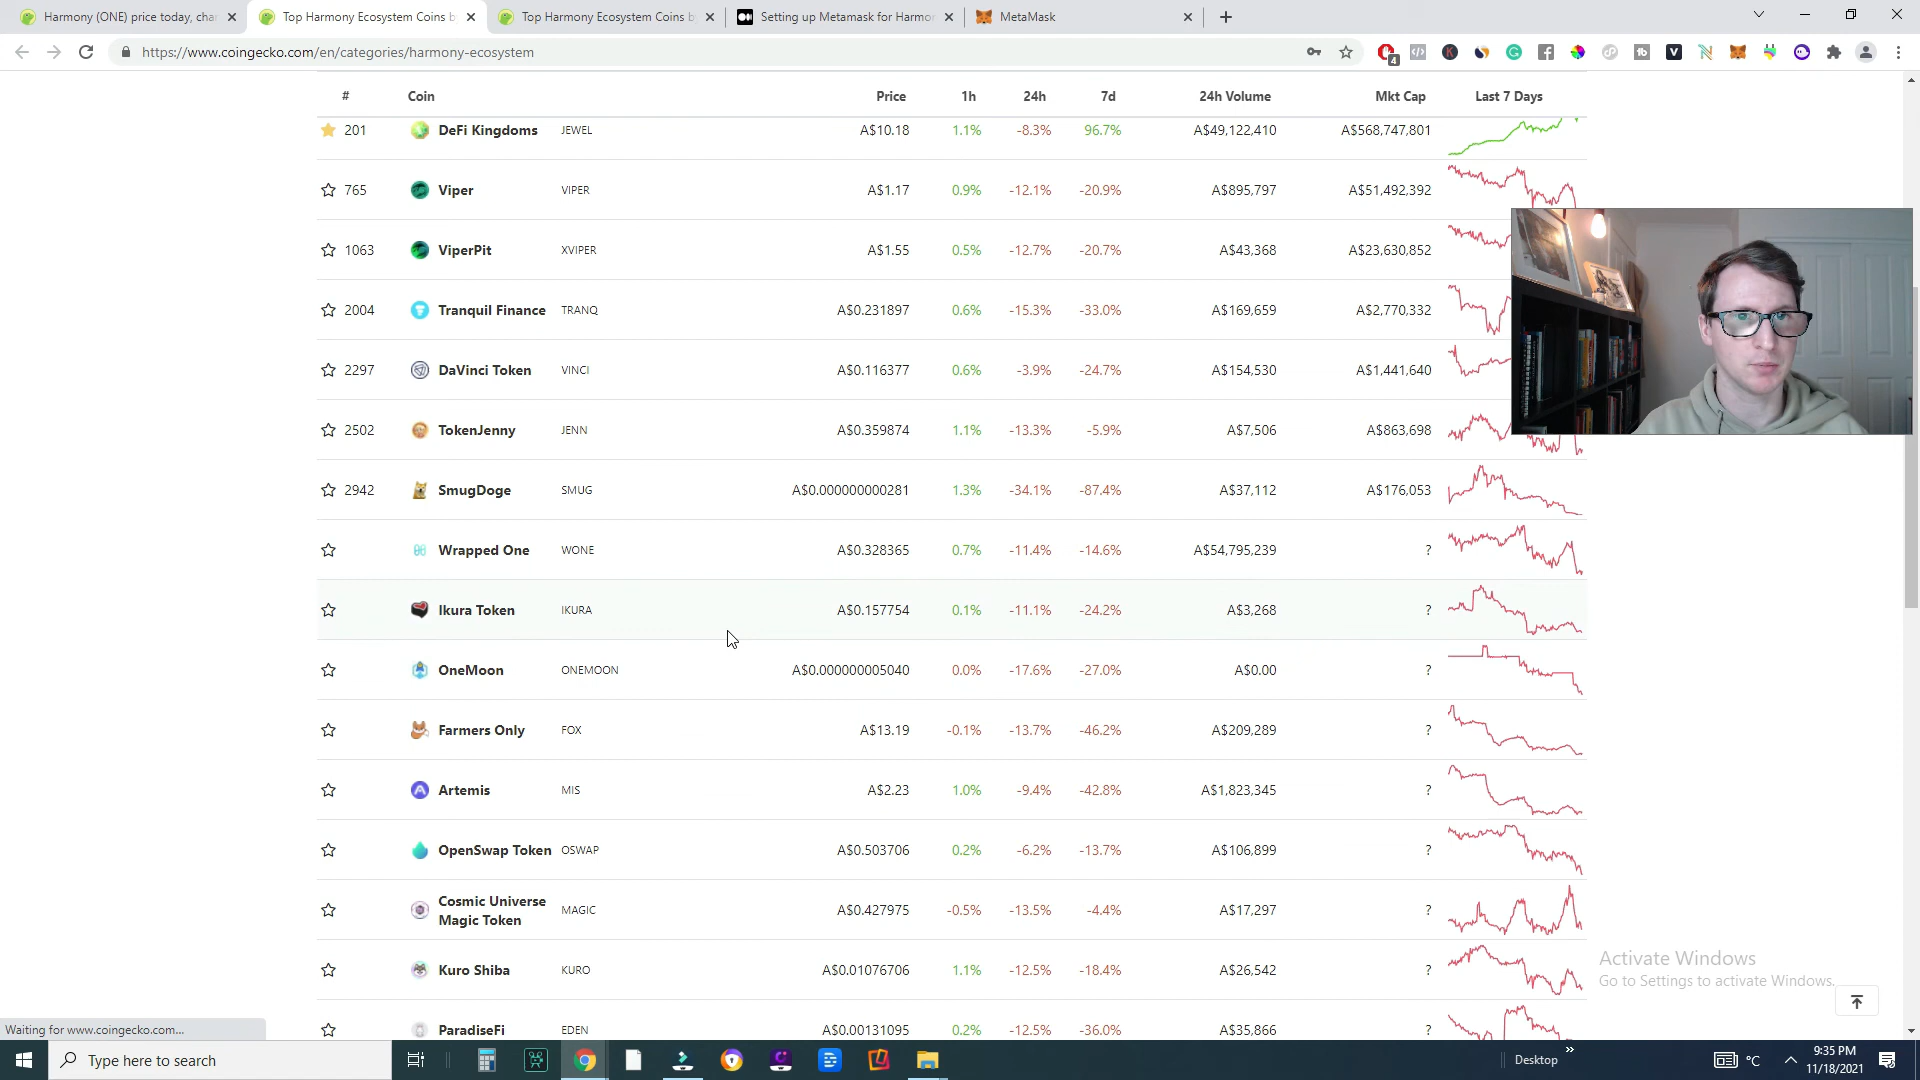 Harmony (ONE) price today, cha
Top Harmony Ecosystem Coins by
Top Harmony Ecosystem Coins b
Setting up Metamask for Harmo
MetaMask
https://www.coingecko.com/en/categories/harmony-ecosystem
4
# Coin Price 1h 24h 7d 24h Volume Mkt Cap Last 7 Days
201 DeFi Kingdoms JEWEL A$10.18 1.1% -8.3% 96.7% A$49,122,410 A$568,747,801
765 Viper VIPER A$1.17 0.9% -12.1% -20.9% A$895,797 A$51,492,392
1063 ViperPit XVIPER A$1.55 0.5% -12.7% -20.7% A$43,368 A$23,630,852
2004 Tranquil Finance TRANQ A$0.231897 0.6% -15.3% -33.0% A$169,659 A$2,770,332
2297 DaVinci Token VINCI A$0.116377 0.6% -3.9% -24.7% A$154,530 A$1,441,640
2502 TokenJenny JENN A$0.359874 1.1% -13.3% -5.9% A$7,506 A$863,698
2942 SmugDoge SMUG A$0.000000000281 1.3% -34.1% -87.4% A$37,112 A$176,053
Wrapped One WONE A$0.328365 0.7% -11.4% -14.6% A$54,795,239 ?
Ikura Token IKURA A$0.157754 0.1% -11.1% -24.2% A$3,268 ?
OneMoon ONEMOON A$0.000000005040 0.0% -17.6% -27.0% A$0.00 ?
Farmers Only FOX A$13.19 -0.1% -13.7% -46.2% A$209,289 ?
Artemis MIS A$2.23 1.0% -9.4% -42.8% A$1,823,345 ?
OpenSwap Token OSWAP A$0.503706 0.2% -6.2% -13.7% A$106,899 ?
Cosmic Universe
Magic Token MAGIC A$0.427975 -0.5% -13.5% -4.4% A$17,297 ?
Kuro Shiba KURO A$0.01076706 1.1% -12.5% -18.4% A$26,542 ?
ParadiseFi EDEN A$0.00131095 0.2% -12.5% -36.0% A$35,866 ?
Activate Windows
Go to Settings to activate Windows.
Waiting for www.coingecko.com...
Type here to search
Desktop
°C
9:35 PM
11/18/2021